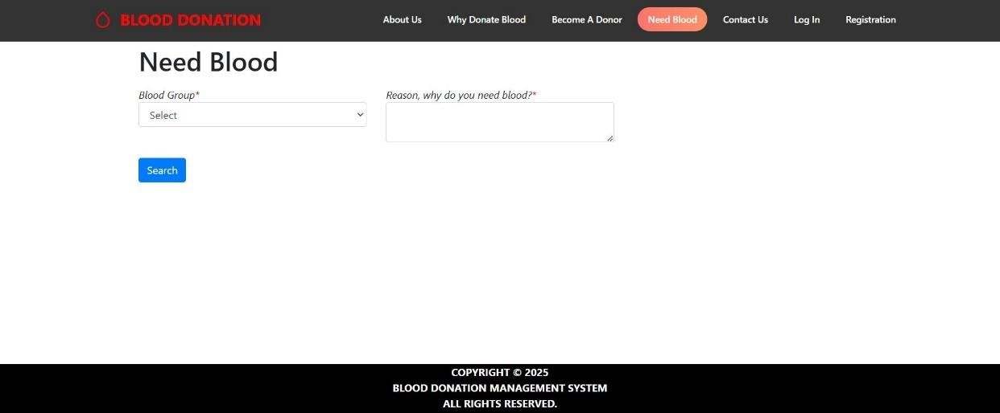 BLOOD DONATION About Us Why Donate Blood Become A Donor Need Blood Contact Us Log In Registration
Need Blood
Blood Group* Reason, why do you need blood?*
Select
Search
COPYRIGHT © 2025
BLOOD DONATION MANAGEMENT SYSTEM
ALL RIGHTS RESERVED.